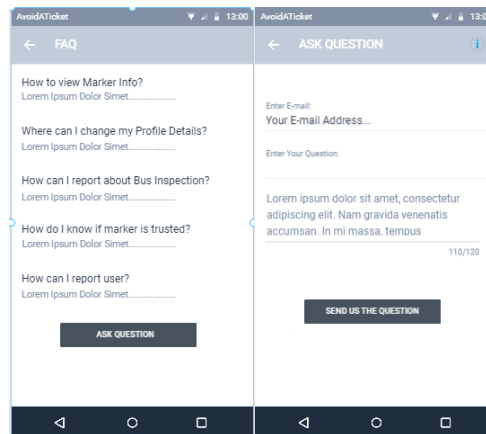 AvoidATicket 13:00
FAQ
How to view Marker Info?
Lorem Ipsum Dolor Simet....................
Where can I change my Profile Details?
Lorem Ipsum Dolor Simet....................
How can I report about Bus Inspection?
Lorem Ipsum Dolor Simet....................
How do I know if marker is trusted?
Lorem Ipsum Dolor Simet....................
How can I report user?
Lorem Ipsum Dolor Simet....................
ASK QUESTION
AvoidATicket 13:00
ASK QUESTION i
Enter E-mail:
Your E-mail Address...
Enter Your Question:
Lorem ipsum dolor sit amet, consectetur
adipiscing elit. Nam gravida venenatis
accumsan. In mi massa, tempus
110/120
SEND US THE QUESTION